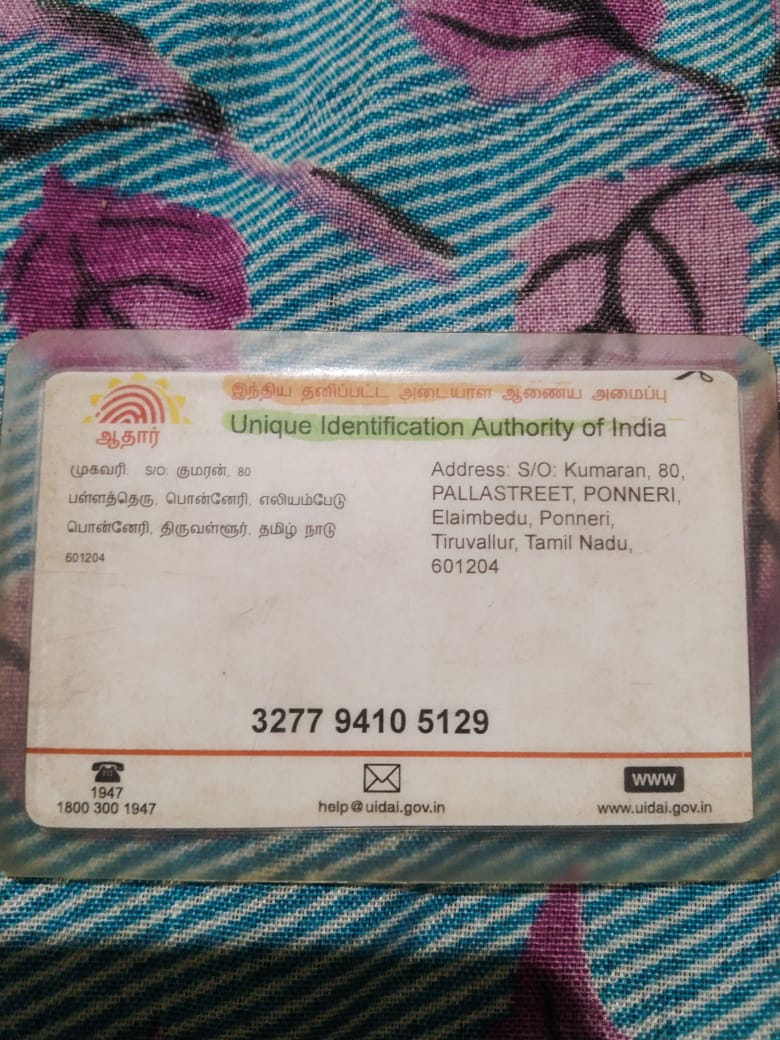 இந்திய தனிப்பட்ட அடையாள ஆணைய அமைப்பு
Unique Identification Authority of India
ஆதார்
முகவரி: S/O: குமரன், 80
பள்ளத்தெரு, பொன்னேரி, எலியம்பேடு
பொன்னேரி, திருவள்ளூர், தமிழ் நாடு
601204
Address: S/O: Kumaran, 80,
PALLASTREET, PONNERI,
Elaimbedu, Ponneri,
Tiruvallur, Tamil Nadu,
601204
3277 9410 5129
1947
1800 300 1947
help@uidai.gov.in
WWW
www.uidai.gov.in